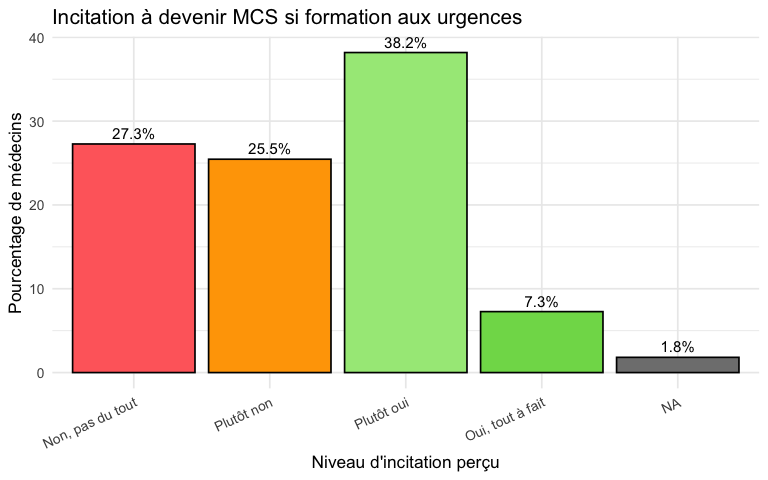 Incitation à devenir MCS si formation aux urgences
Pourcentage de médecins
40
30
20
10
0
27.3%
25.5%
38.2%
7.3%
1.8%
Non, pas du tout
Plutôt non
Plutôt oui
Oui, tout à fait
NA
Niveau d'incitation perçu